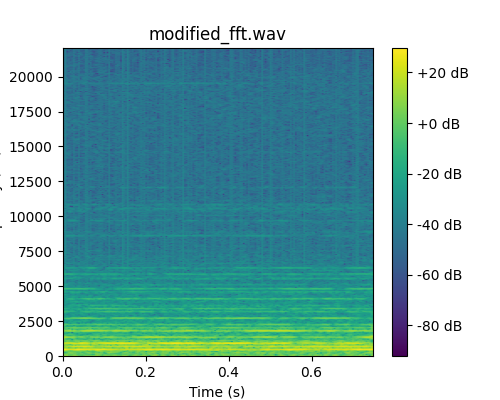 modified_fft.wav
20000
17500
15000
12500
10000
7500
5000
2500
0
+20 dB
+0 dB
-20 dB
-40 dB
-60 dB
-80 dB
0.0 0.2 0.4 0.6
Time (s)